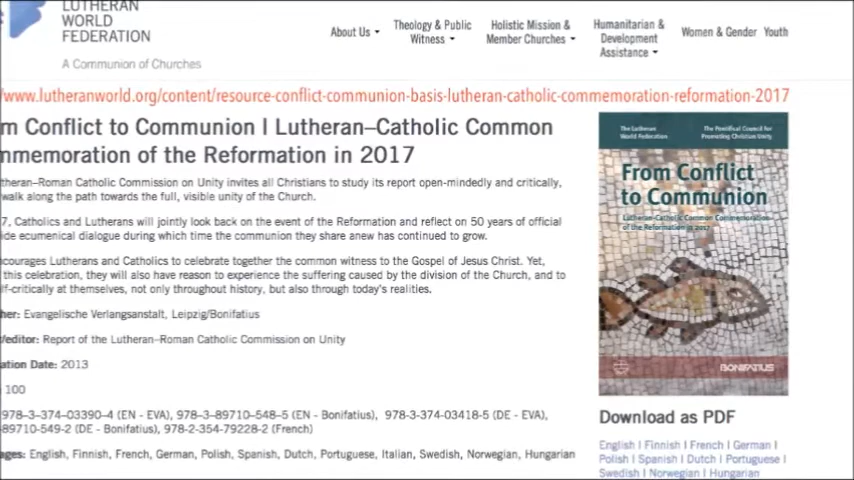 LUTHERAN
WORLD
FEDERATION
A Communion of Churches
About Us
Theology & Public
Witness
Holistic Mission &
Member Churches
Humanitarian &
Development
Assistance
Women & Gender
Youth
/www.lutheranworld.org/content/resource-conflict-communion-basis-lutheran-catholic-commemoration-reformation-2017
m Conflict to Communion | Lutheran–Catholic Common
nmemoration of the Reformation in 2017
theran–Roman Catholic Commission on Unity invites all Christians to study its report open-mindedly and critically,
walk along the path towards the full, visible unity of the Church.
7, Catholics and Lutherans will jointly look back on the event of the Reformation and reflect on 50 years of official
ide ecumenical dialogue during which time the communion they share anew has continued to grow.
courages Lutherans and Catholics to celebrate together the common witness to the Gospel of Jesus Christ. Yet,
this celebration, they will also have reason to experience the suffering caused by the division of the Church, and to
lf-critically at themselves, not only throughout history, but also through today's realities.
her: Evangelische Verlangsanstalt, Leipzig/Bonifatius
/editor: Report of the Lutheran–Roman Catholic Commission on Unity
ation Date: 2013
100
978–3–374–03390–4 (EN - EVA), 978–3–89710–548–5 (EN - Bonifatius), 978-3-374-03418-5 (DE - EVA),
-89710-549-2 (DE - Bonifatius), 978-2-354-79228-2 (French)
ages: English, Finnish, French, German, Polish, Spanish, Dutch, Portuguese, Italian, Swedish, Norwegian, Hungarian
The Lutheran
World Federation
The Pontifical Council for
Promoting Christian Unity
From Conflict
to Communion
Lutheran-Catholic Common Commemoration
of the Reformation in 2017
BONIFATIUS
Download as PDF
English | Finnish | French | German |
Polish | Spanish | Dutch | Portuguese |
Swedish | Norwegian | Hungarian